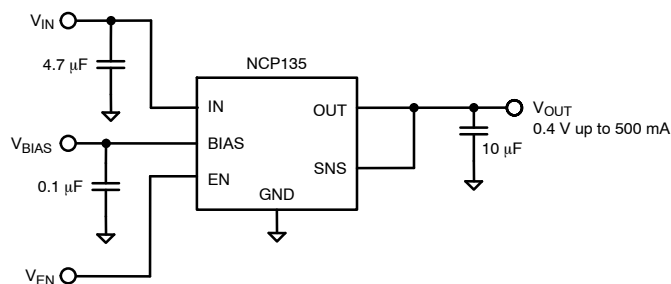 NCP135
VIN
4.7 μF
IN
OUT
VOUT
0.4 V up to 500 mA
VBIAS
BIAS
10 μF
SNS
0.1 μF
EN
GND
VEN